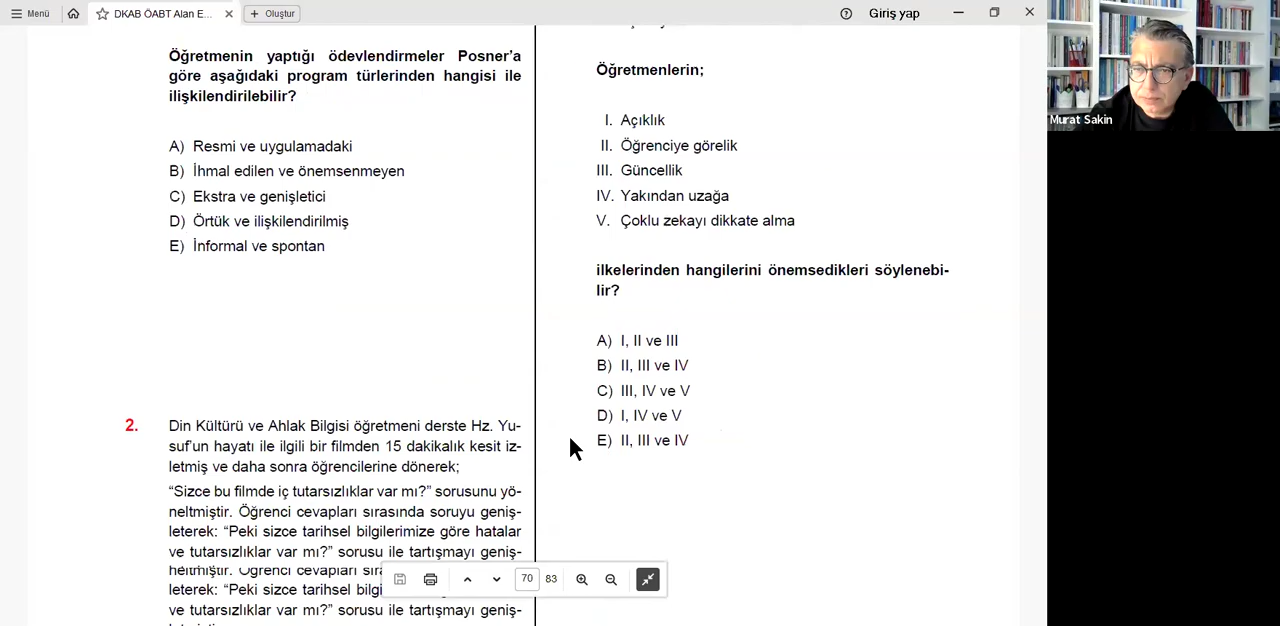 Menü
DKAB ÖABT Alan E...
Oluştur
Giriş yap
Öğretmenin yaptığı ödevlendirmeler Posner'a
göre aşağıdaki program türlerinden hangisi ile
ilişkilendirilebilir?
A) Resmi ve uygulamadaki
B) İhmal edilen ve önemsenmeyen
C) Ekstra ve genişletici
D) Örtük ve ilişkilendirilmiş
E) İnformal ve spontan
2. Din Kültürü ve Ahlak Bilgisi öğretmeni derste Hz. Yu-
suf'un hayatı ile ilgili bir filmden 15 dakikalık kesit iz-
letmiş ve daha sonra öğrencilerine dönerek;
"Sizce bu filmde iç tutarsızlıklar var mı?" sorusunu yö-
neltmiştir. Öğrenci cevapları sırasında soruyu geniş-
leterek: "Peki sizce tarihsel bilgilerimize göre hatalar
ve tutarsızlıklar var mı?" sorusu ile tartışmayı geniş-
neltmiştir. Öğrenci cevapları sıra
leterek: "Peki sizce tarihsel bilgi
ve tutarsızlıklar var mı?" sorusu ile tartışmayı geniş-
Öğretmenlerin;
I. Açıklık
II. Öğrenciye görelik
III. Güncellik
IV. Yakından uzağa
V. Çoklu zekayı dikkate alma
ilkelerinden hangilerini önemsedikleri söylenebi-
lir?
A) I, II ve III
B) II, III ve IV
C) III, IV ve V
D) I, IV ve V
E) II, III ve IV
70 83
Murat Sakin